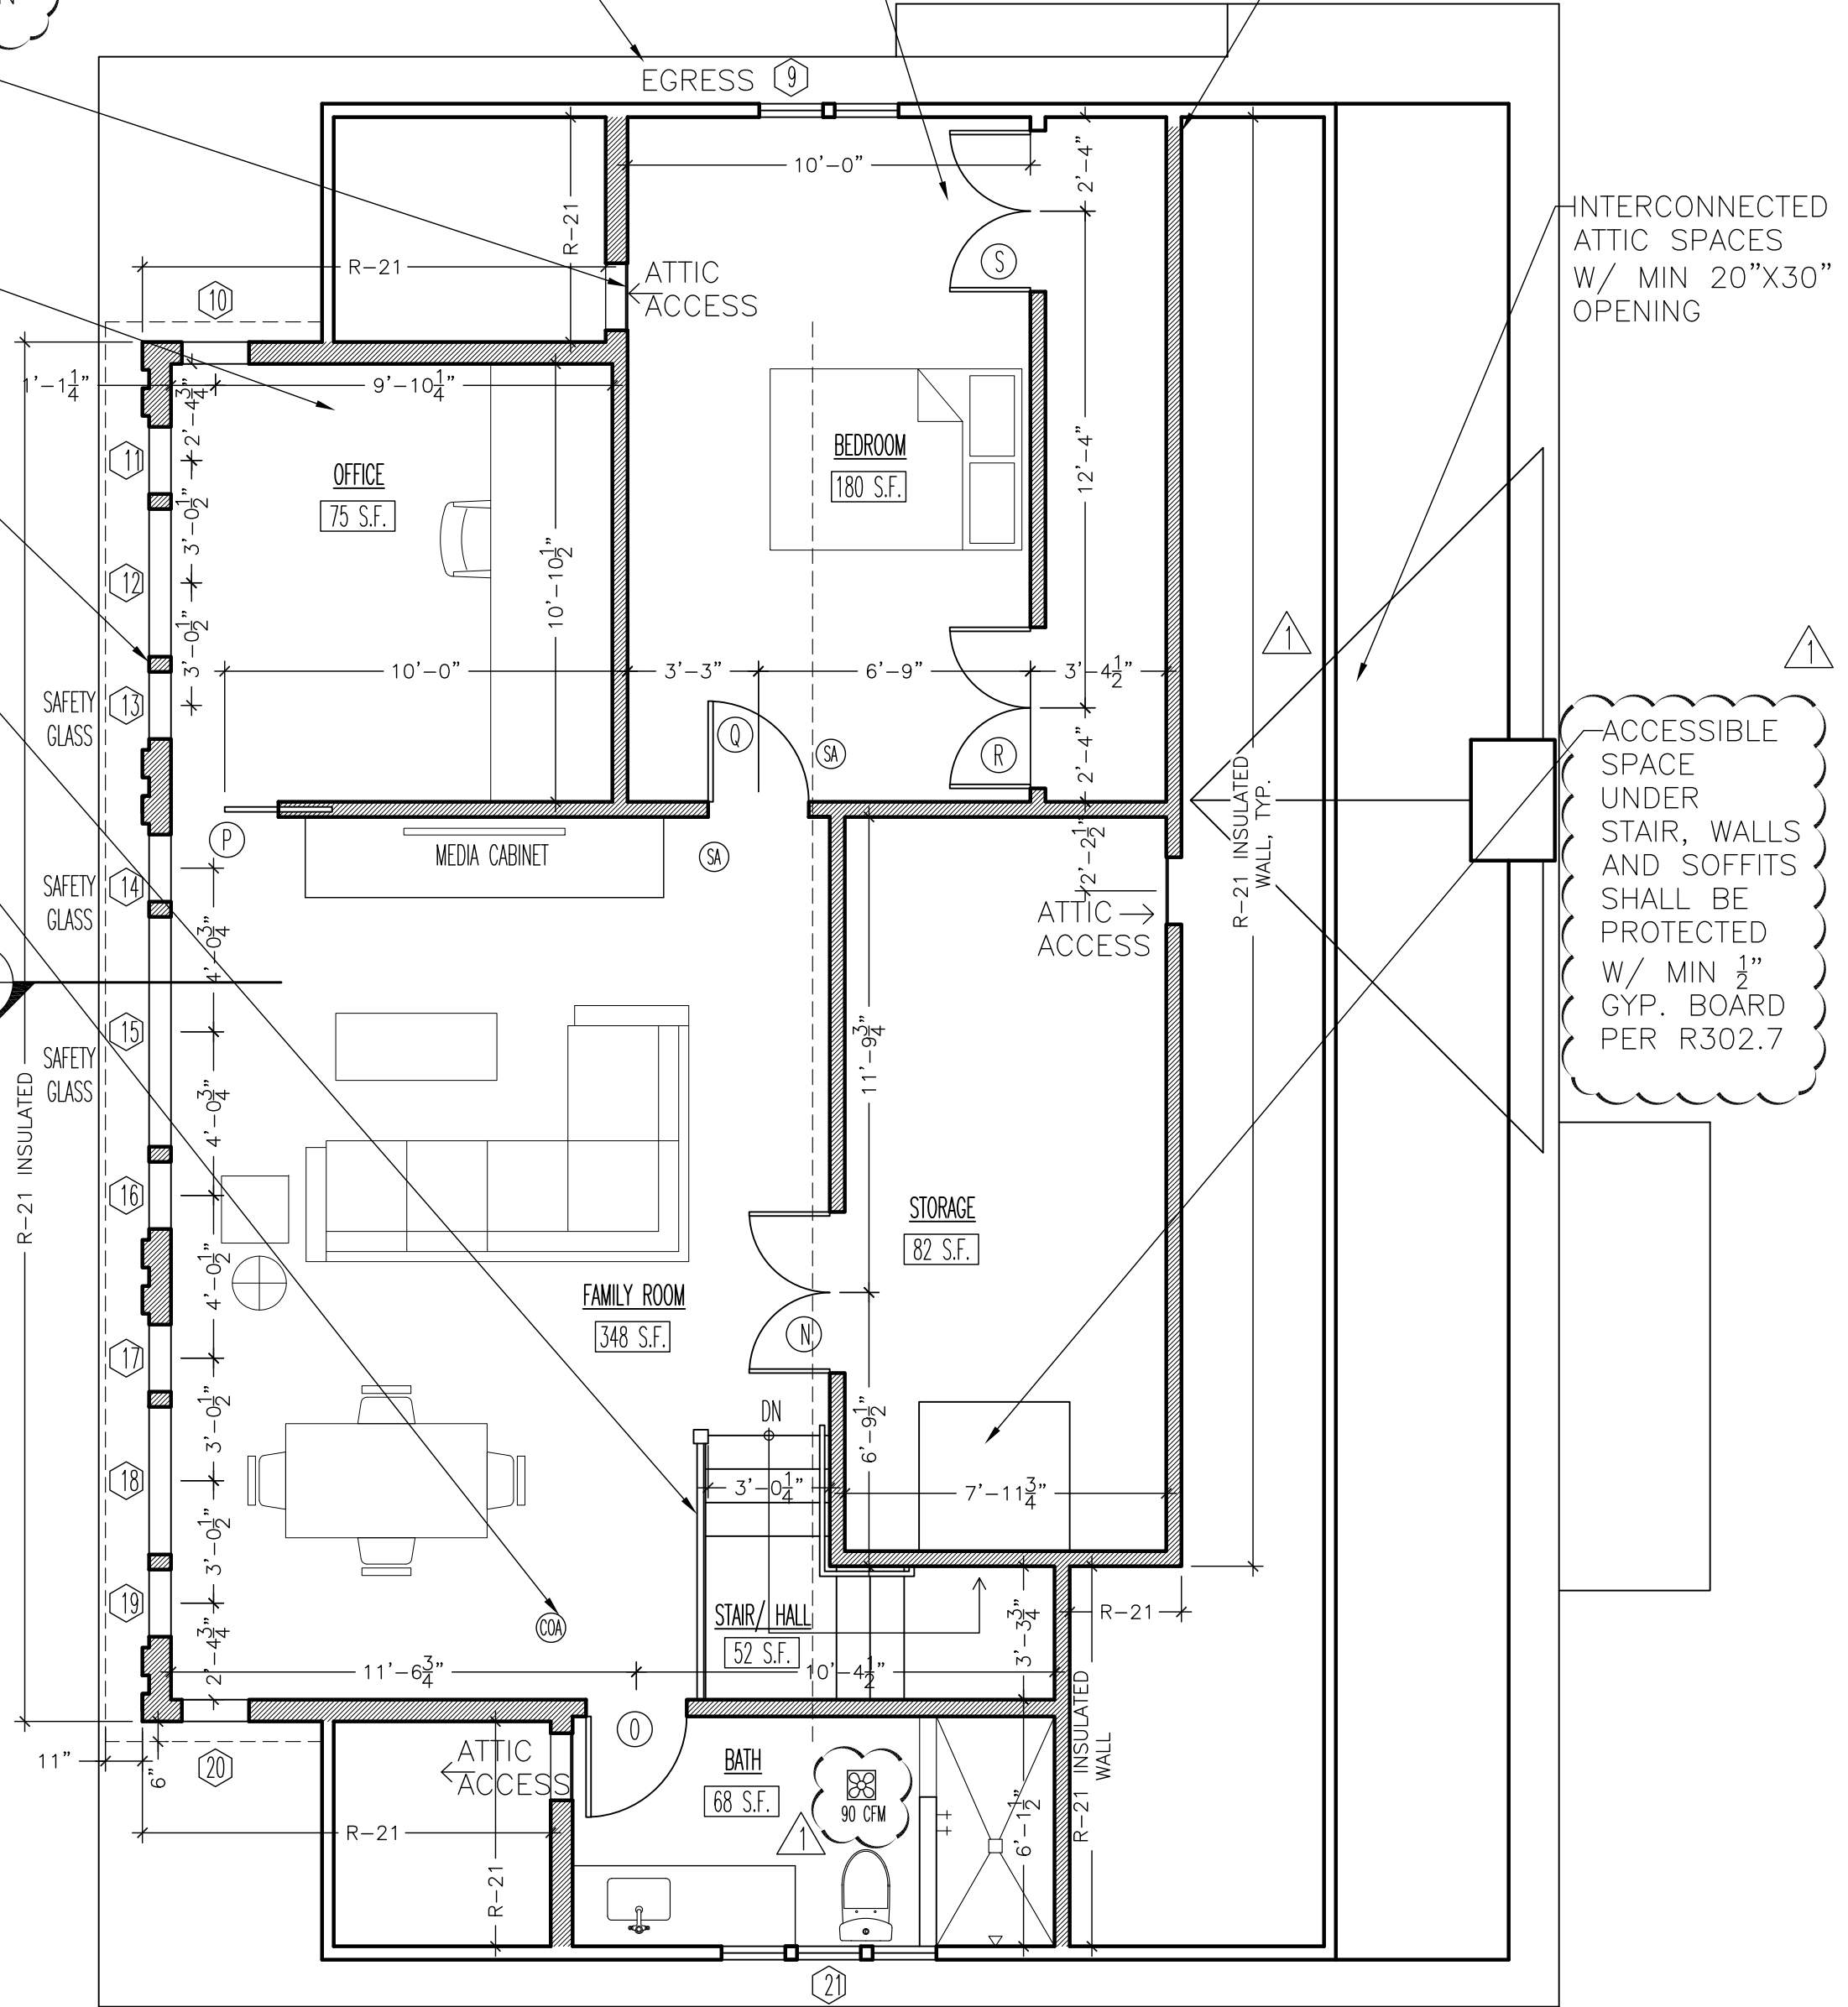 EGRESS
9
10'-0"
2'-4"
R-21
R-21
ATTIC
ACCESS
S
10
INTERCONNECTED
ATTIC SPACES
W/ MIN 20"X30"
OPENING
1'-1 1/4"
9'-10 1/4"
2'-4 3/4"
11
OFFICE
75 S.F.
BEDROOM
180 S.F.
12'-4"
3'-0 1/2"
10'-10 1/2"
12
3'-0 1/2"
10'-0"
3'-3"
6'-9"
3'-4 1/2"
1
1
SAFETY
GLASS
13
Q
SA
R
2'-4"
R-21 INSULATED
WALL, TYP.
ACCESSIBLE
SPACE
UNDER
STAIR, WALLS
AND SOFFITS
SHALL BE
PROTECTED
W/ MIN 1/2"
GYP. BOARD
PER R302.7
P
MEDIA CABINET
SA
2'-2 1/2"
SAFETY
GLASS
14
4'-0 3/4"
ATTIC
ACCESS
15
SAFETY
GLASS
11'-9 3/4"
4'-0 3/4"
R-21 INSULATED
16
STORAGE
82 S.F.
4'-0 1/2"
FAMILY ROOM
348 S.F.
N
17
3'-0 1/2"
DN
6'-9 1/2"
18
3'-0 1/4"
7'-11 3/4"
3'-0 1/2"
19
COA
STAIR/ HALL
52 S.F.
3'-3 3/4"
R-21
2'-4 3/4"
11'-6 3/4"
10'-4 1/2"
O
11"
6"
20
ATTIC
ACCESS
BATH
68 S.F.
90 CFM
1
R-21 INSULATED
WALL
R-21
6'-1 1/2"
R-21
21